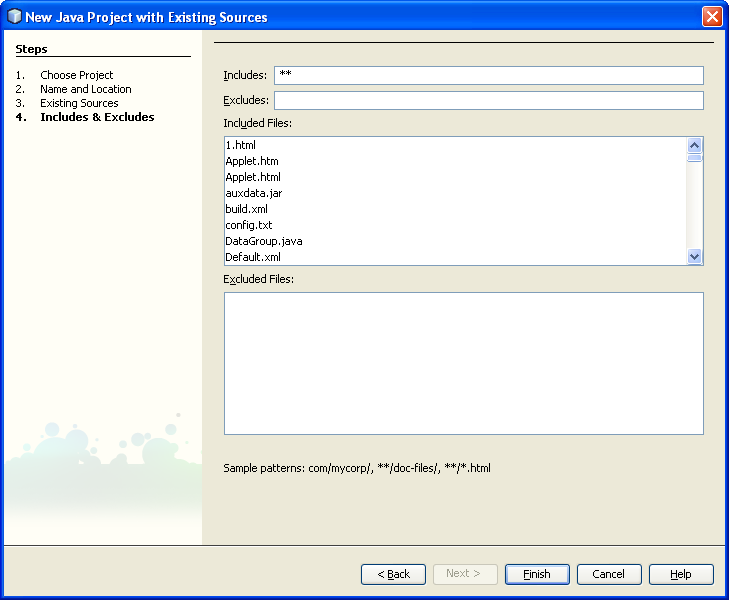 New Java Project with Existing Sources
Steps
1. Choose Project
2. Name and Location
3. Existing Sources
4. Includes & Excludes
Includes: **
Excludes:
Included Files:
1.html
Applet.htm
Applet.html
auxdata.jar
build.xml
config.txt
DataGroup.java
Default.xml
Excluded Files:
Sample patterns: com/mycorp/, **/doc-files/, **/*.html
< Back Next > Finish Cancel Help